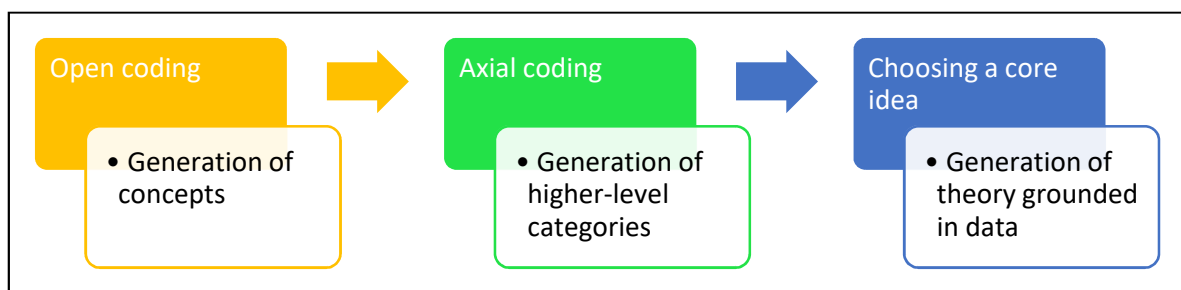 Open coding
• Generation of
concepts
Axial coding
• Generation of
higher-level
categories
Choosing a core
idea
• Generation of
theory grounded
in data